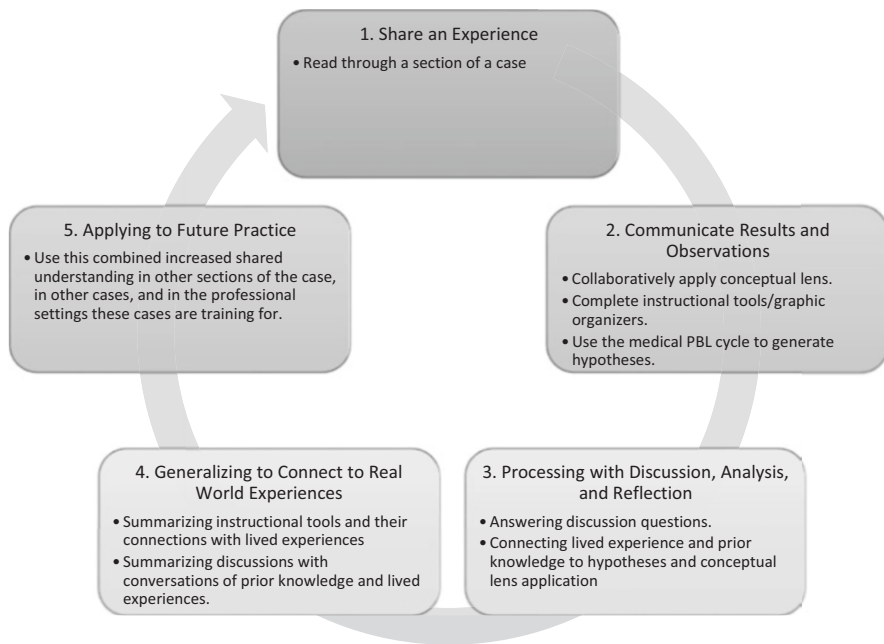 1. Share an Experience
• Read through a section of a case
2. Communicate Results and
Observations
• Collaboratively apply conceptual lens.
• Complete instructional tools/graphic
organizers.
• Use the medical PBL cycle to generate
hypotheses.
3. Processing with Discussion, Analysis,
and Reflection
• Answering discussion questions.
• Connecting lived experience and prior
knowledge to hypotheses and conceptual
lens application
4. Generalizing to Connect to Real
World Experiences
• Summarizing instructional tools and their
connections with lived experiences
• Summarizing discussions with
conversations of prior knowledge and lived
experiences.
5. Applying to Future Practice
• Use this combined increased shared
understanding in other sections of the case,
in other cases, and in the professional
settings these cases are training for.